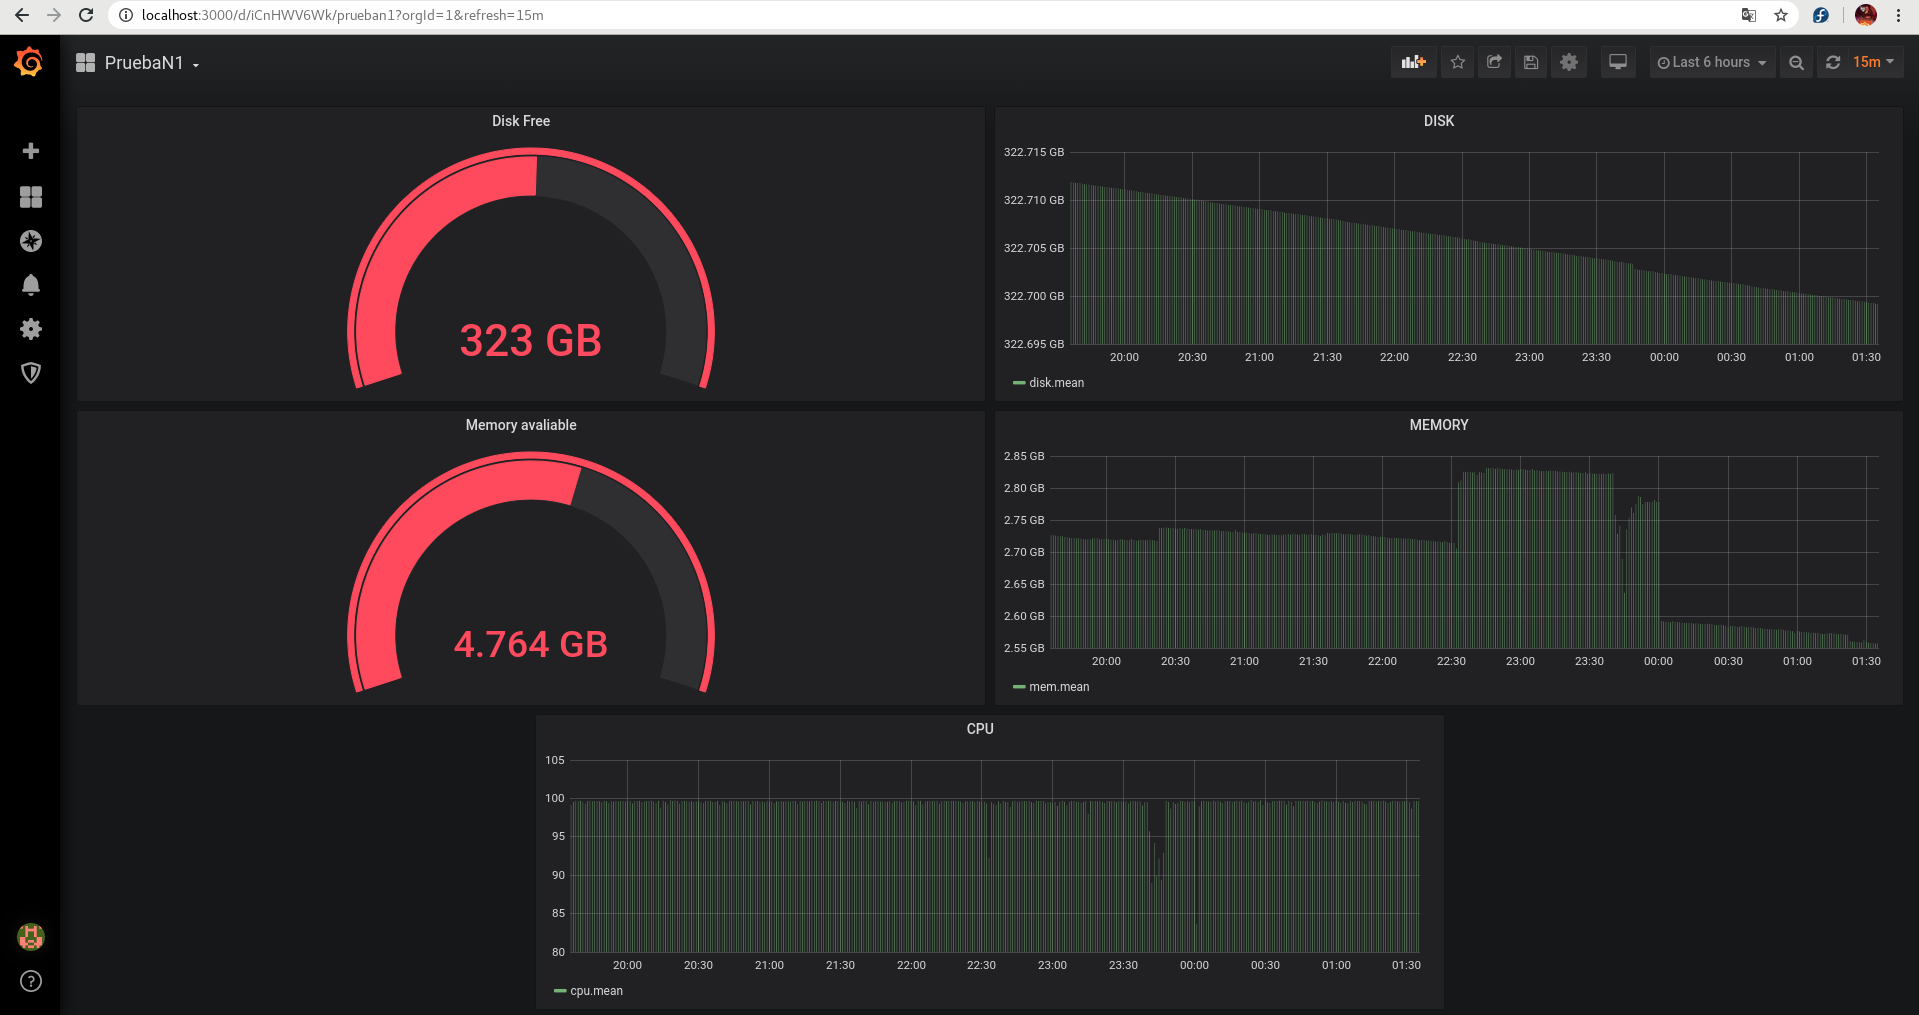 localhost:3000/d/iCnHWV6Wk/prueban1?orgId=1&refresh=15m
PruebaN1
Last 6 hours
15m
Disk Free
323 GB
DISK
322.715 GB
322.710 GB
322.705 GB
322.700 GB
322.695 GB
20:00 20:30 21:00 21:30 22:00 22:30 23:00 23:30 00:00 00:30 01:00 01:30
disk.mean
Memory avaliable
4.764 GB
MEMORY
2.85 GB
2.80 GB
2.75 GB
2.70 GB
2.65 GB
2.60 GB
2.55 GB
20:00 20:30 21:00 21:30 22:00 22:30 23:00 23:30 00:00 00:30 01:00 01:30
mem.mean
CPU
105
100
95
90
85
80
20:00 20:30 21:00 21:30 22:00 22:30 23:00 23:30 00:00 00:30 01:00 01:30
cpu.mean